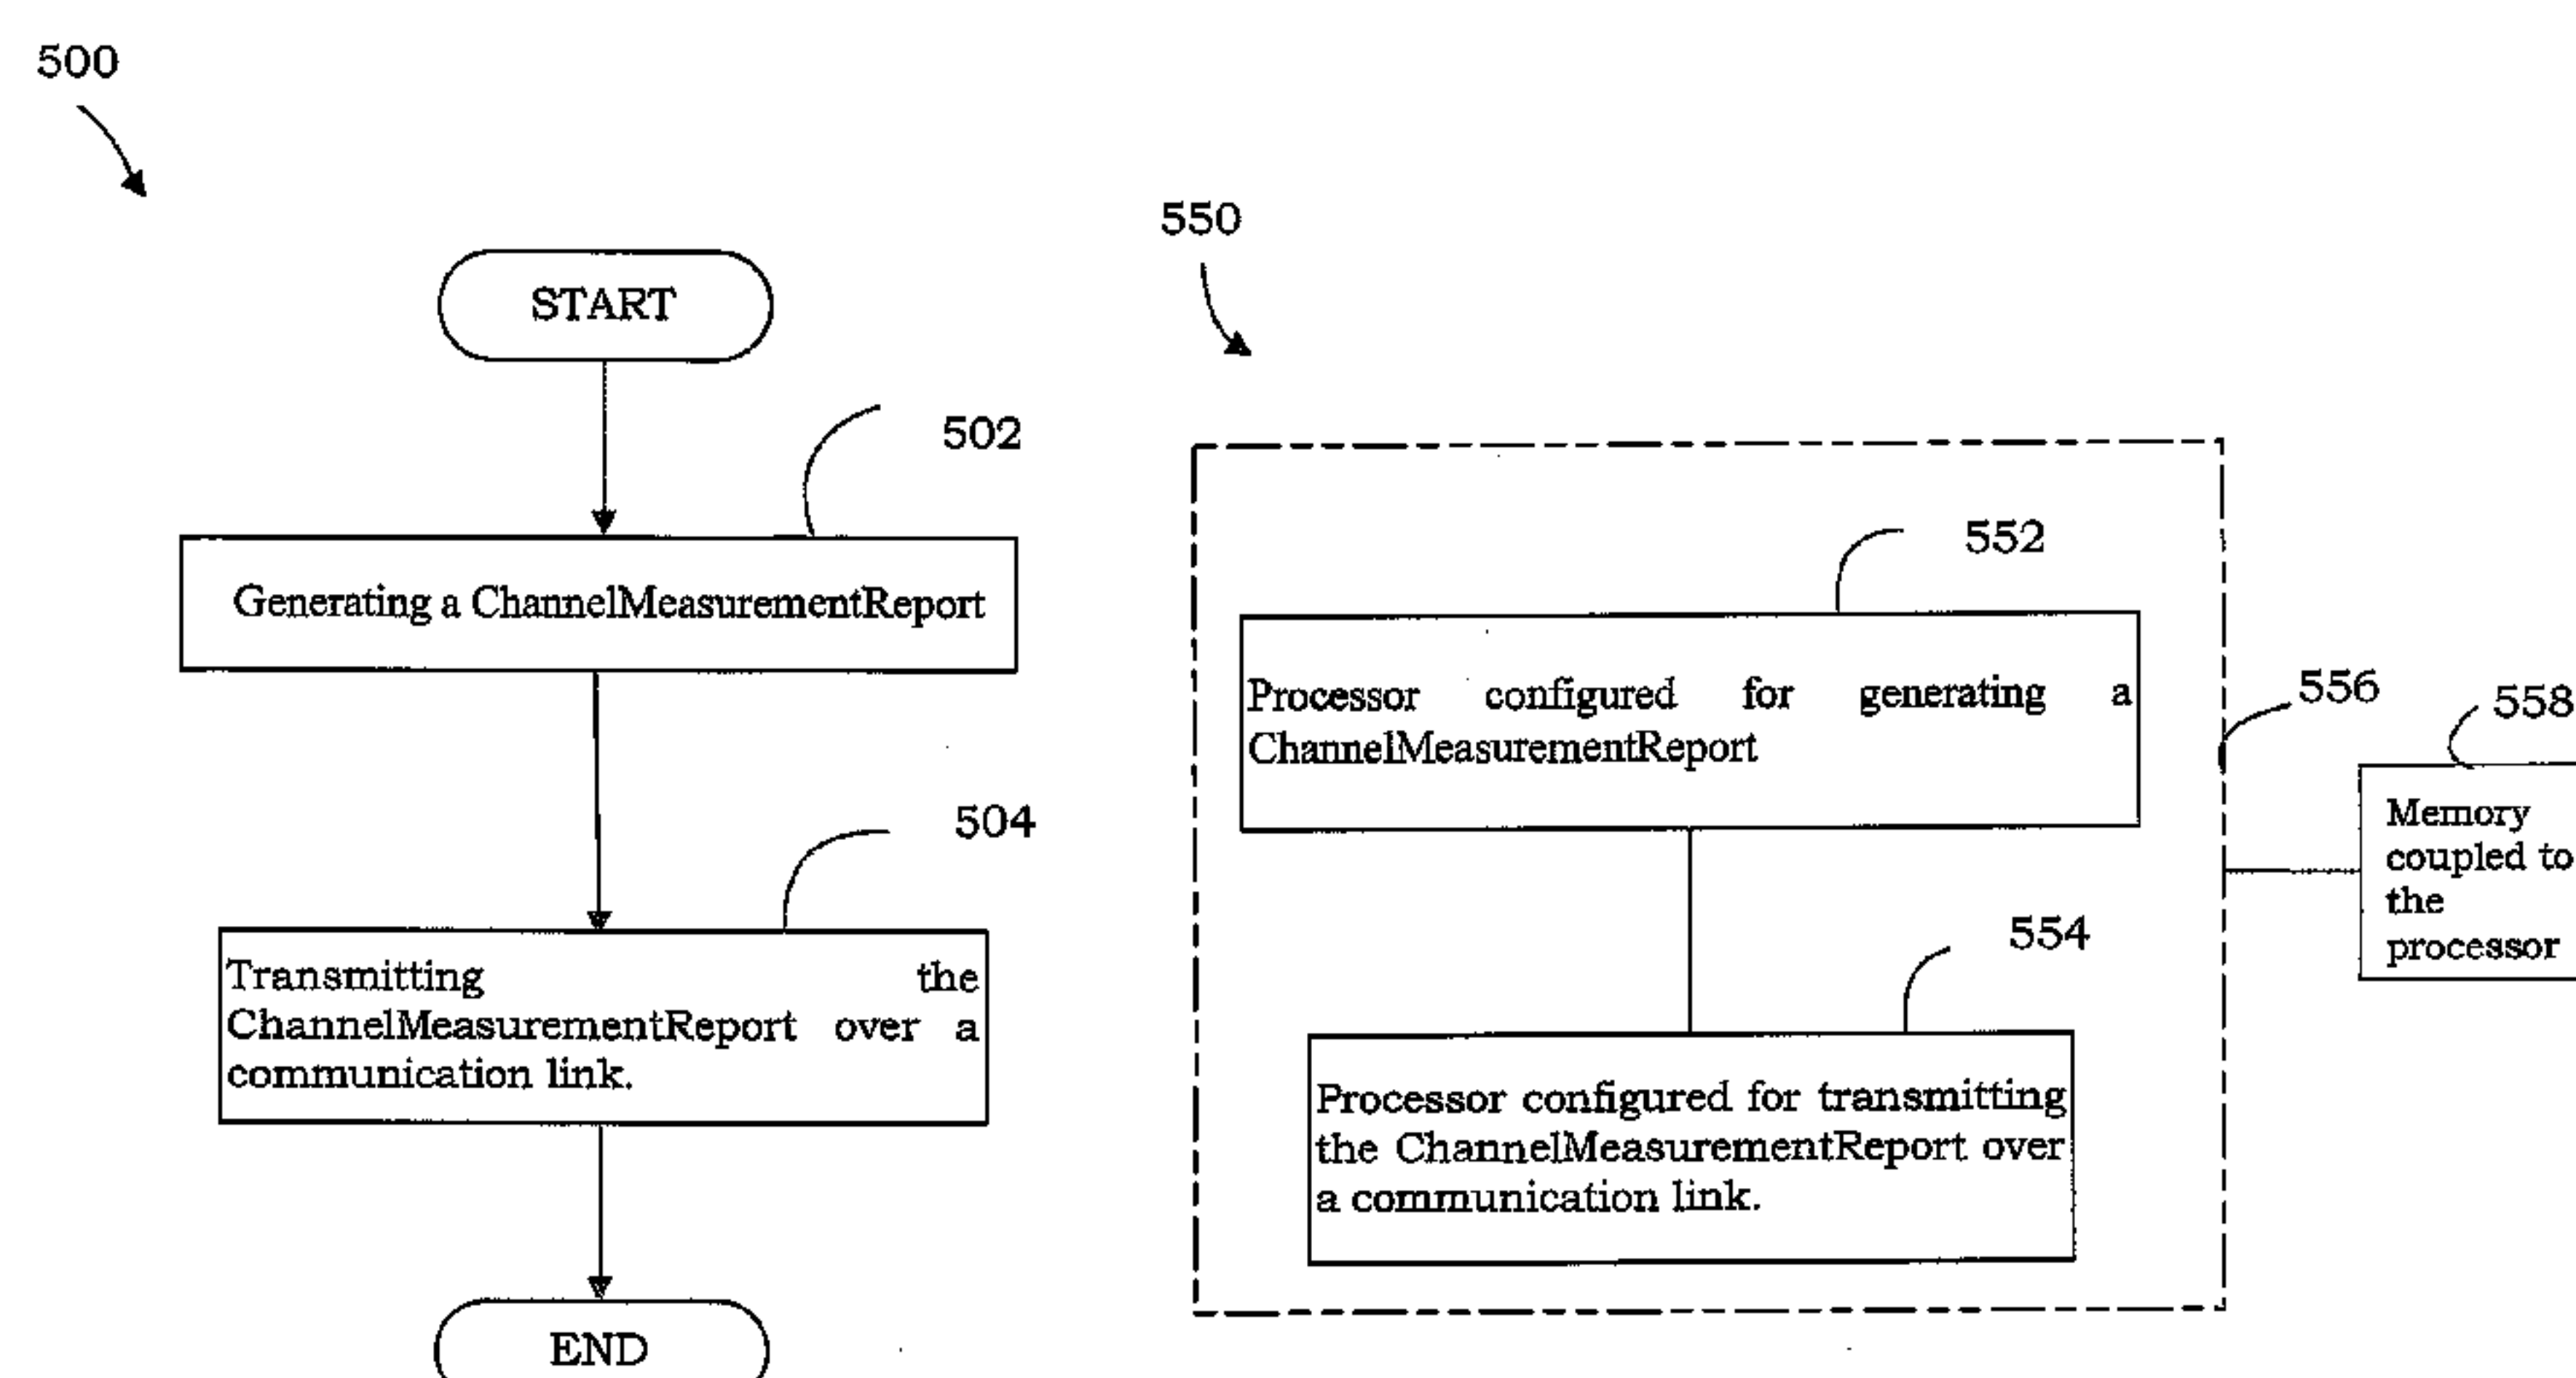 500
START
502
Generating a ChannelMeasurementReport
504
Transmitting the
ChannelMeasurementReport over a
communication link.
END
550
552
Processor configured for generating a
ChannelMeasurementReport
554
Processor configured for transmitting
the ChannelMeasurementReport over
a communication link.
556
558
Memory
coupled to
the
processor